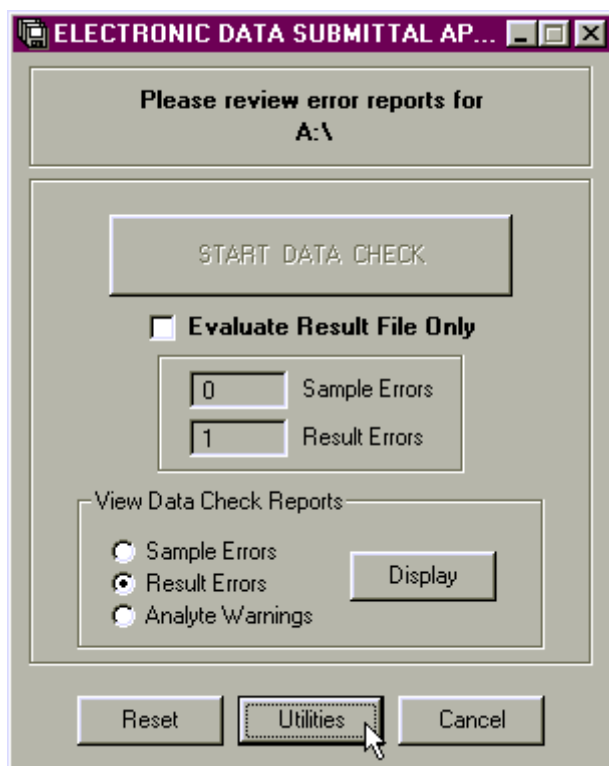 ELECTRONIC DATA SUBMITTAL AP...
Please review error reports for
A:\
START DATA CHECK
Evaluate Result File Only
0 Sample Errors
1 Result Errors
View Data Check Reports
Sample Errors
Result Errors
Display
Analyte Warnings
Reset Utilities Cancel